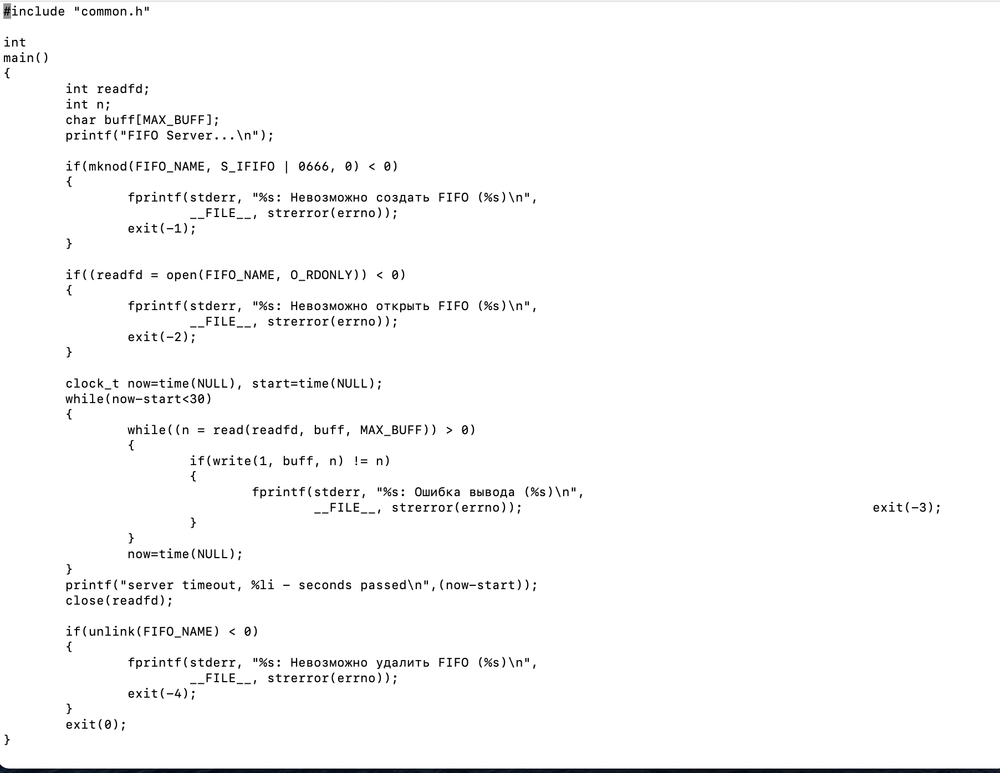 #include "common.h"

int
main()
{
        int readfd;
        int n;
        char buff[MAX_BUFF];
        printf("FIFO Server...\n");

        if(mknod(FIFO_NAME, S_IFIFO | 0666, 0) < 0)
        {
                fprintf(stderr, "%s: Невозможно создать FIFO (%s)\n",
                        __FILE__, strerror(errno));
                exit(-1);
        }

        if((readfd = open(FIFO_NAME, O_RDONLY)) < 0)
        {
                fprintf(stderr, "%s: Невозможно открыть FIFO (%s)\n",
                        __FILE__, strerror(errno));
                exit(-2);
        }

        clock_t now=time(NULL), start=time(NULL);
        while(now-start<30)
        {
                while((n = read(readfd, buff, MAX_BUFF)) > 0)
                {
                        if(write(1, buff, n) != n)
                        {
                                fprintf(stderr, "%s: Ошибка вывода (%s)\n",
                                        __FILE__, strerror(errno));                                             exit(-3);
                        }
                }
                now=time(NULL);
        }
        printf("server timeout, %li - seconds passed\n",(now-start));
        close(readfd);

        if(unlink(FIFO_NAME) < 0)
        {
                fprintf(stderr, "%s: Невозможно удалить FIFO (%s)\n",
                        __FILE__, strerror(errno));
                exit(-4);
        }
        exit(0);
}